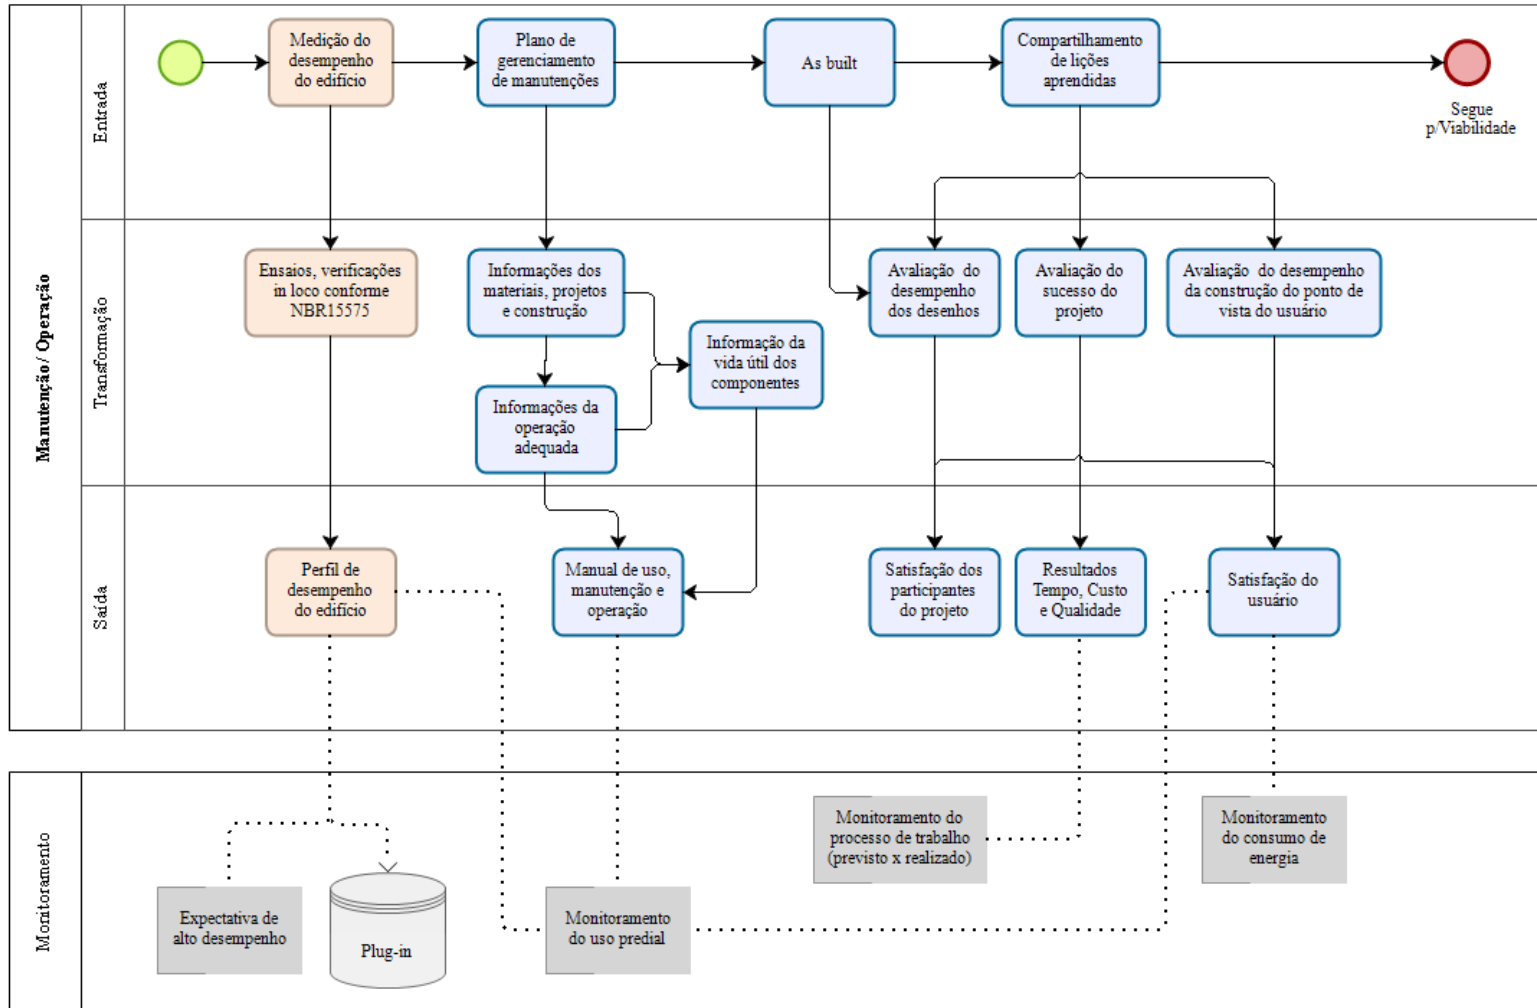 Manutenção / Operação
Entrada
Medição do
desempenho
do edifício
Plano de
gerenciamento
de manutenções
As built
Compartilhamento
de lições
aprendidas
Segue
p/Viabilidade
Transformação
Ensaios, verificações
in loco conforme
NBR15575
Informações dos
materiais, projetos
e construção
Informações da
operação
adequada
Informação da
vida útil dos
componentes
Avaliação do
desempenho
dos desenhos
Avaliação do
sucesso do
projeto
Avaliação do desempenho
da construção do ponto de
vista do usuário
Saída
Perfil de
desempenho
do edifício
Manual de uso,
manutenção e
operação
Satisfação dos
participantes
do projeto
Resultados
Tempo, Custo
e Qualidade
Satisfação do
usuário
Monitoramento
Expectativa de
alto desempenho
Plug-in
Monitoramento
do uso predial
Monitoramento do
processo de trabalho
(previsto x realizado)
Monitoramento
do consumo de
energia